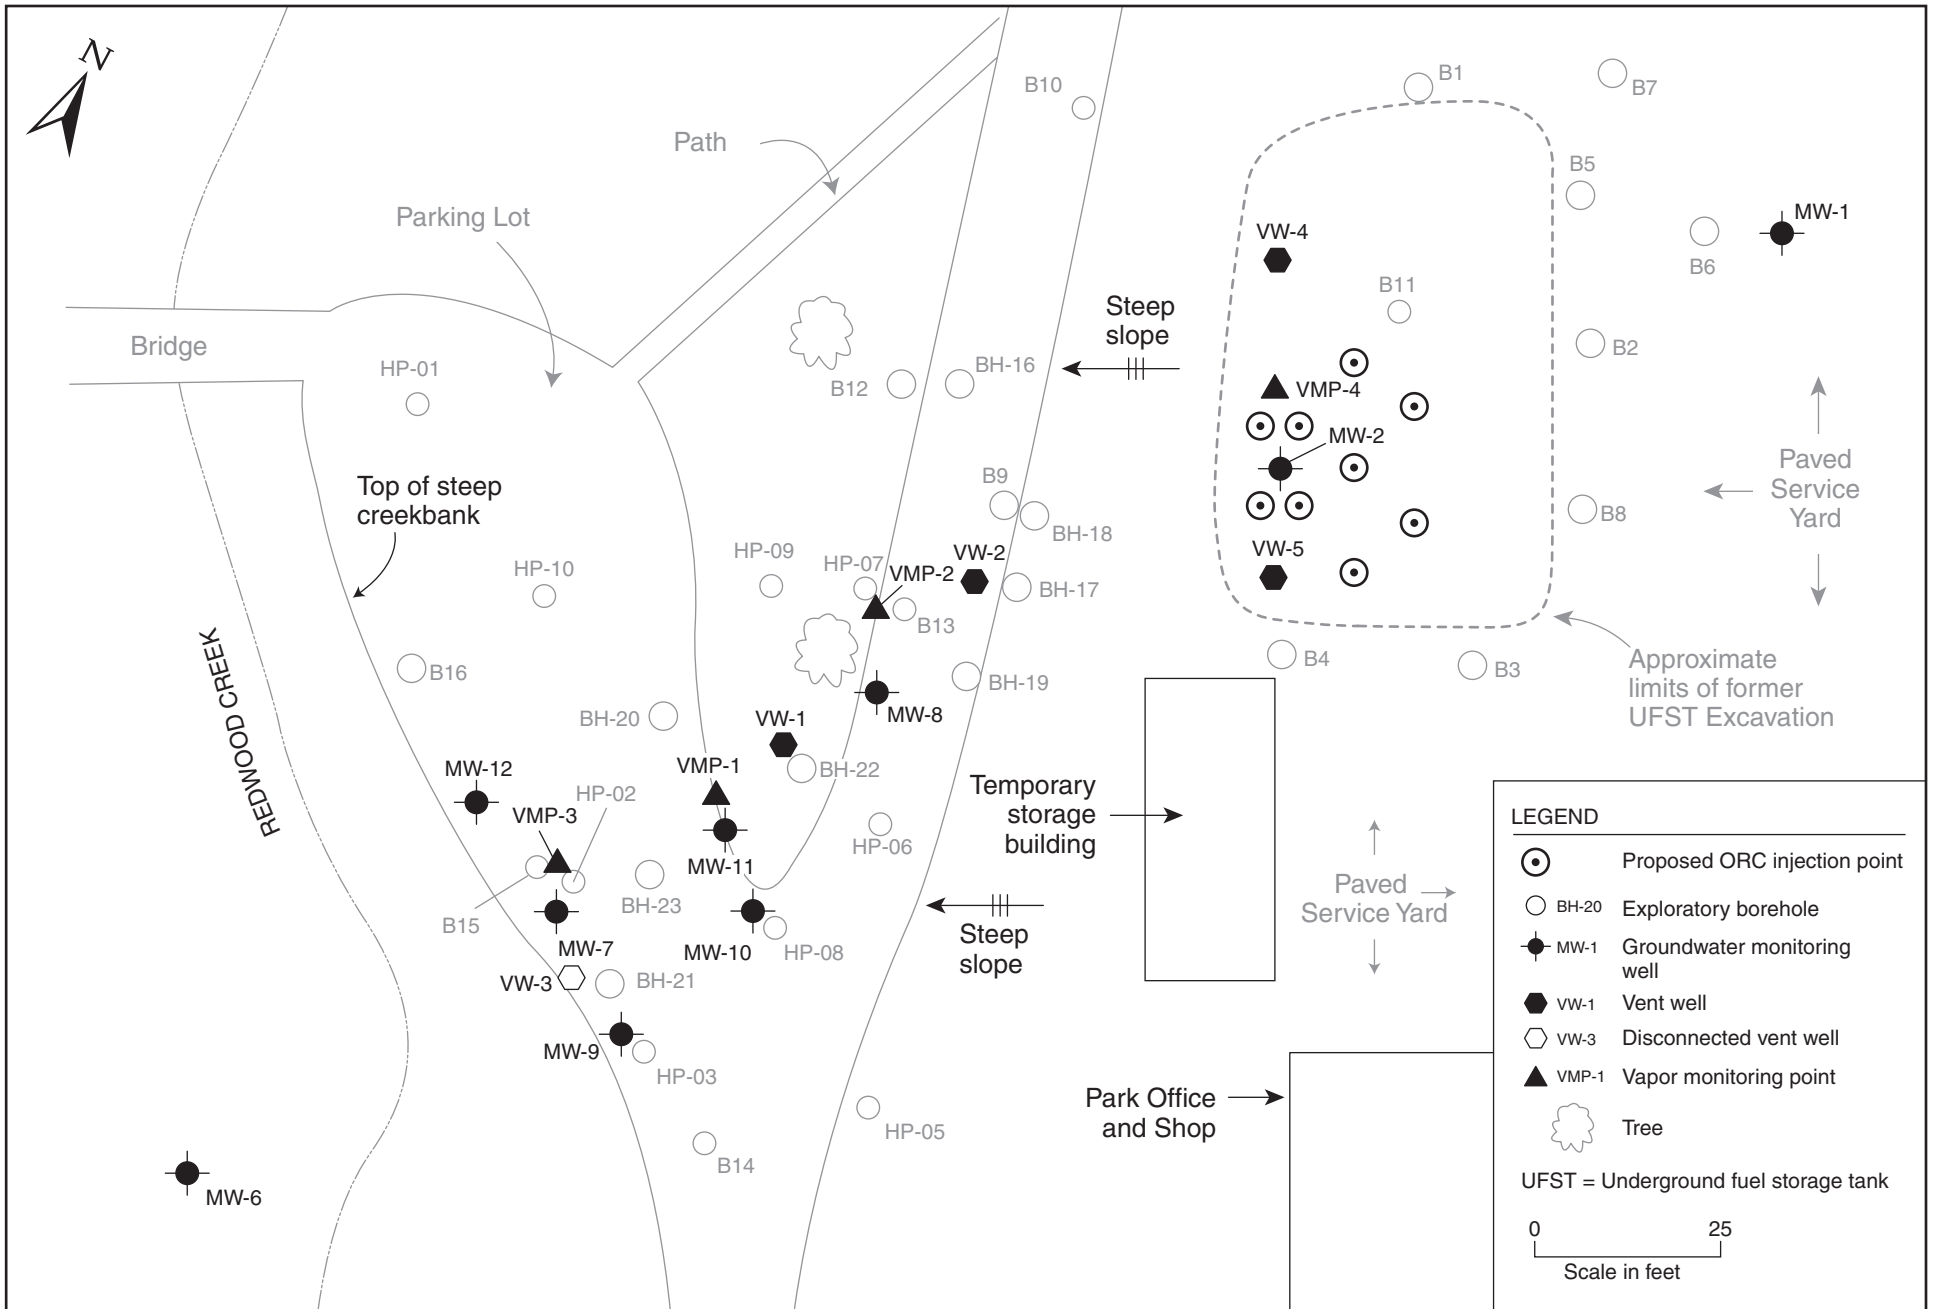 N
B10
B1
B7
Path
B5
Parking Lot
MW-1
VW-4
B6
B11
Steep
slope
Bridge
B2
HP-01
BH-16
B12
VMP-4
MW-2
Paved
Service
Yard
Top of steep
creekbank
B9
B8
BH-18
HP-09
HP-07
VMP-2
VW-2
VW-5
HP-10
BH-17
B13
B4
B3
Approximate
limits of former
UFST Excavation
REDWOOD CREEK
B16
BH-19
BH-20
VW-1
MW-8
MW-12
VMP-1
BH-22
HP-02
VMP-3
Temporary
storage
building
HP-06
MW-11
BH-23
B15
Paved
Service Yard
MW-7
MW-10
HP-08
Steep
slope
VW-3
BH-21
MW-9
HP-03
Park Office
and Shop
HP-05
B14
MW-6
LEGEND
Proposed ORC injection point
BH-20 Exploratory borehole
MW-1 Groundwater monitoring
well
VW-1 Vent well
VW-3 Disconnected vent well
VMP-1 Vapor monitoring point
Tree
UFST = Underground fuel storage tank
0 25
Scale in feet